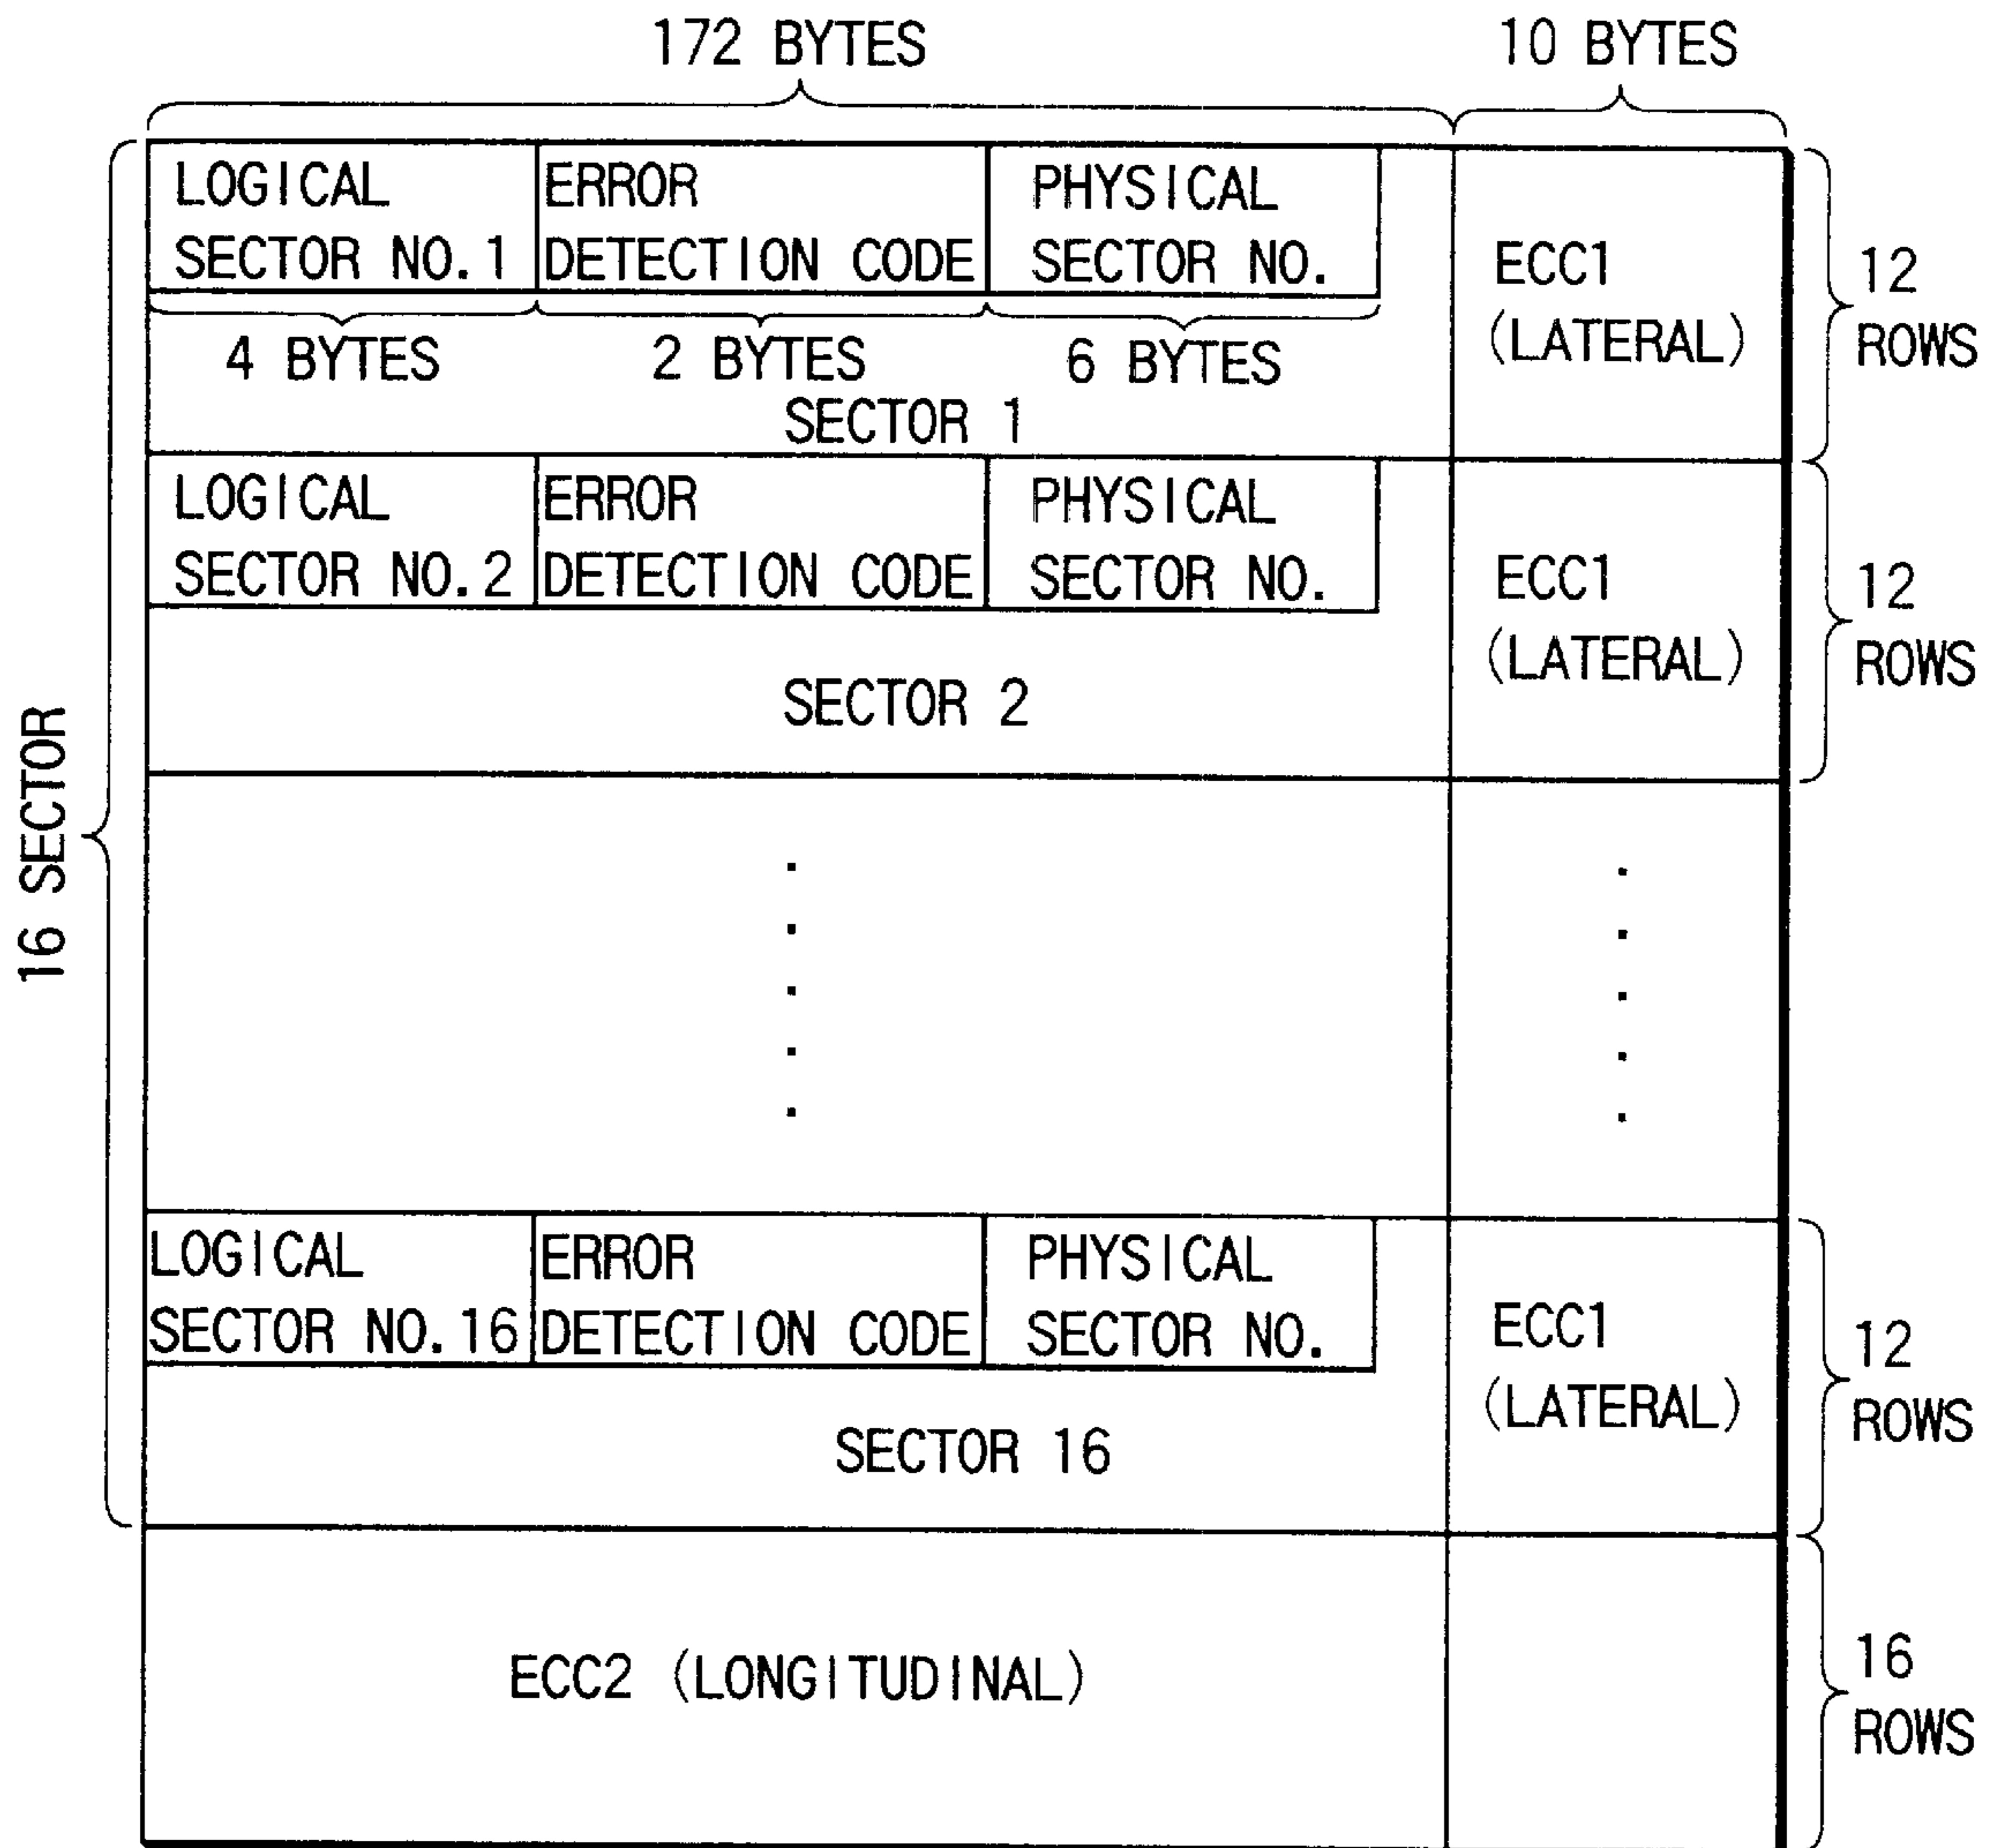 172 BYTES
10 BYTES
LOGICAL
SECTOR NO.1
ERROR
DETECTION CODE
PHYSICAL
SECTOR NO.
ECC1
(LATERAL)
12
ROWS
4 BYTES
2 BYTES
6 BYTES
SECTOR 1
LOGICAL
SECTOR NO.2
ERROR
DETECTION CODE
PHYSICAL
SECTOR NO.
ECC1
(LATERAL)
12
ROWS
SECTOR 2
16 SECTOR
LOGICAL
SECTOR NO.16
ERROR
DETECTION CODE
PHYSICAL
SECTOR NO.
ECC1
(LATERAL)
12
ROWS
SECTOR 16
ECC2 (LONGITUDINAL)
16
ROWS